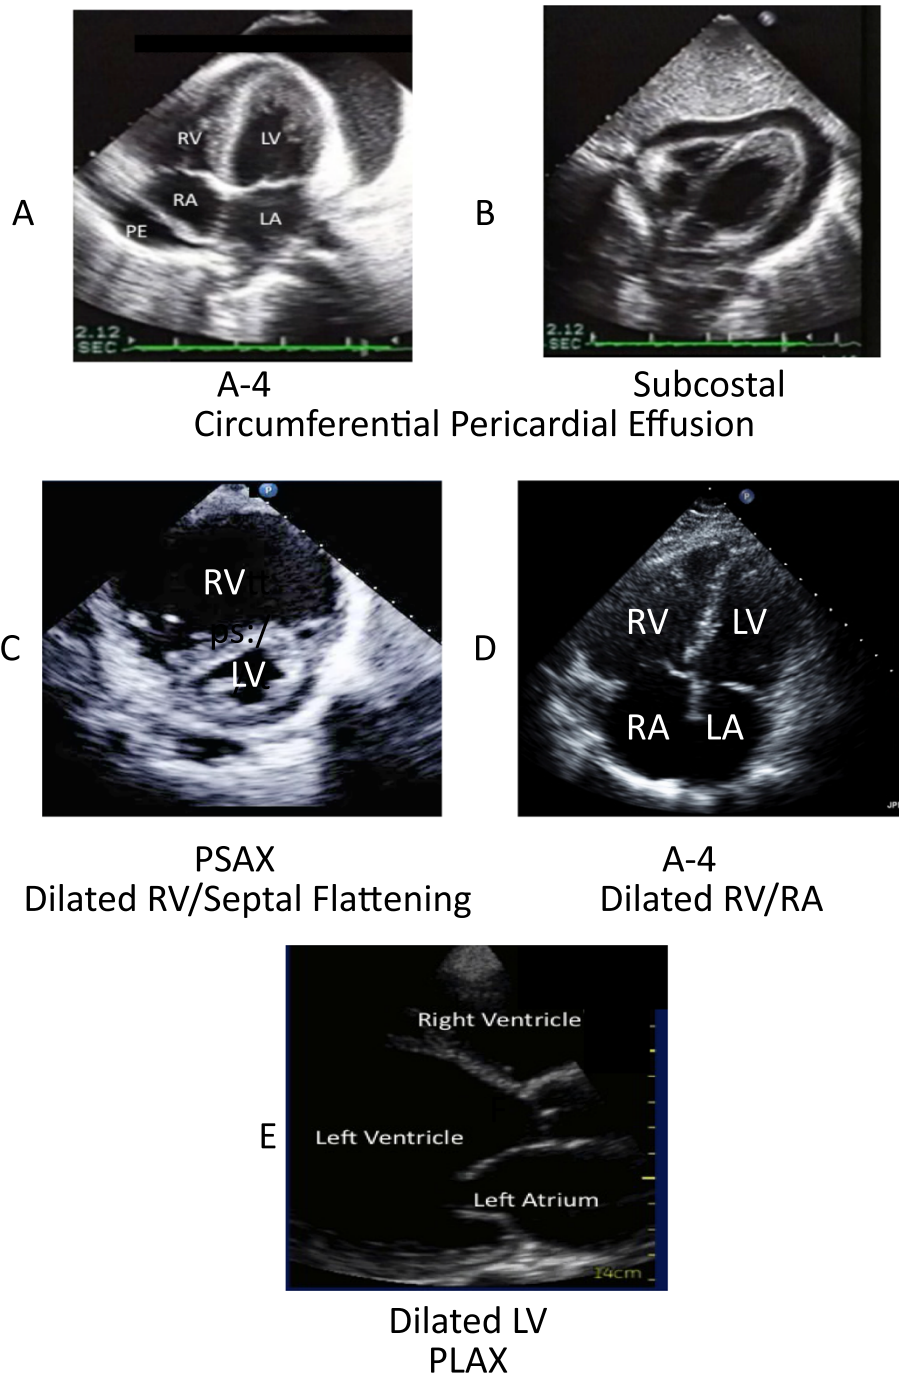 A
RV
LV
RA
LA
PE
2.12
SEC
A-4
B
P
2.12
SEC
Subcostal
Circumferential Pericardial Effusion
C
P
RV
ps:/
LV
PSAX
Dilated RV/Septal Flattening
D
P
RV
LV
RA
LA
JP
A-4
Dilated RV/RA
E
Right Ventricle
Left Ventricle
Left Atrium
14cm
Dilated LV
PLAX